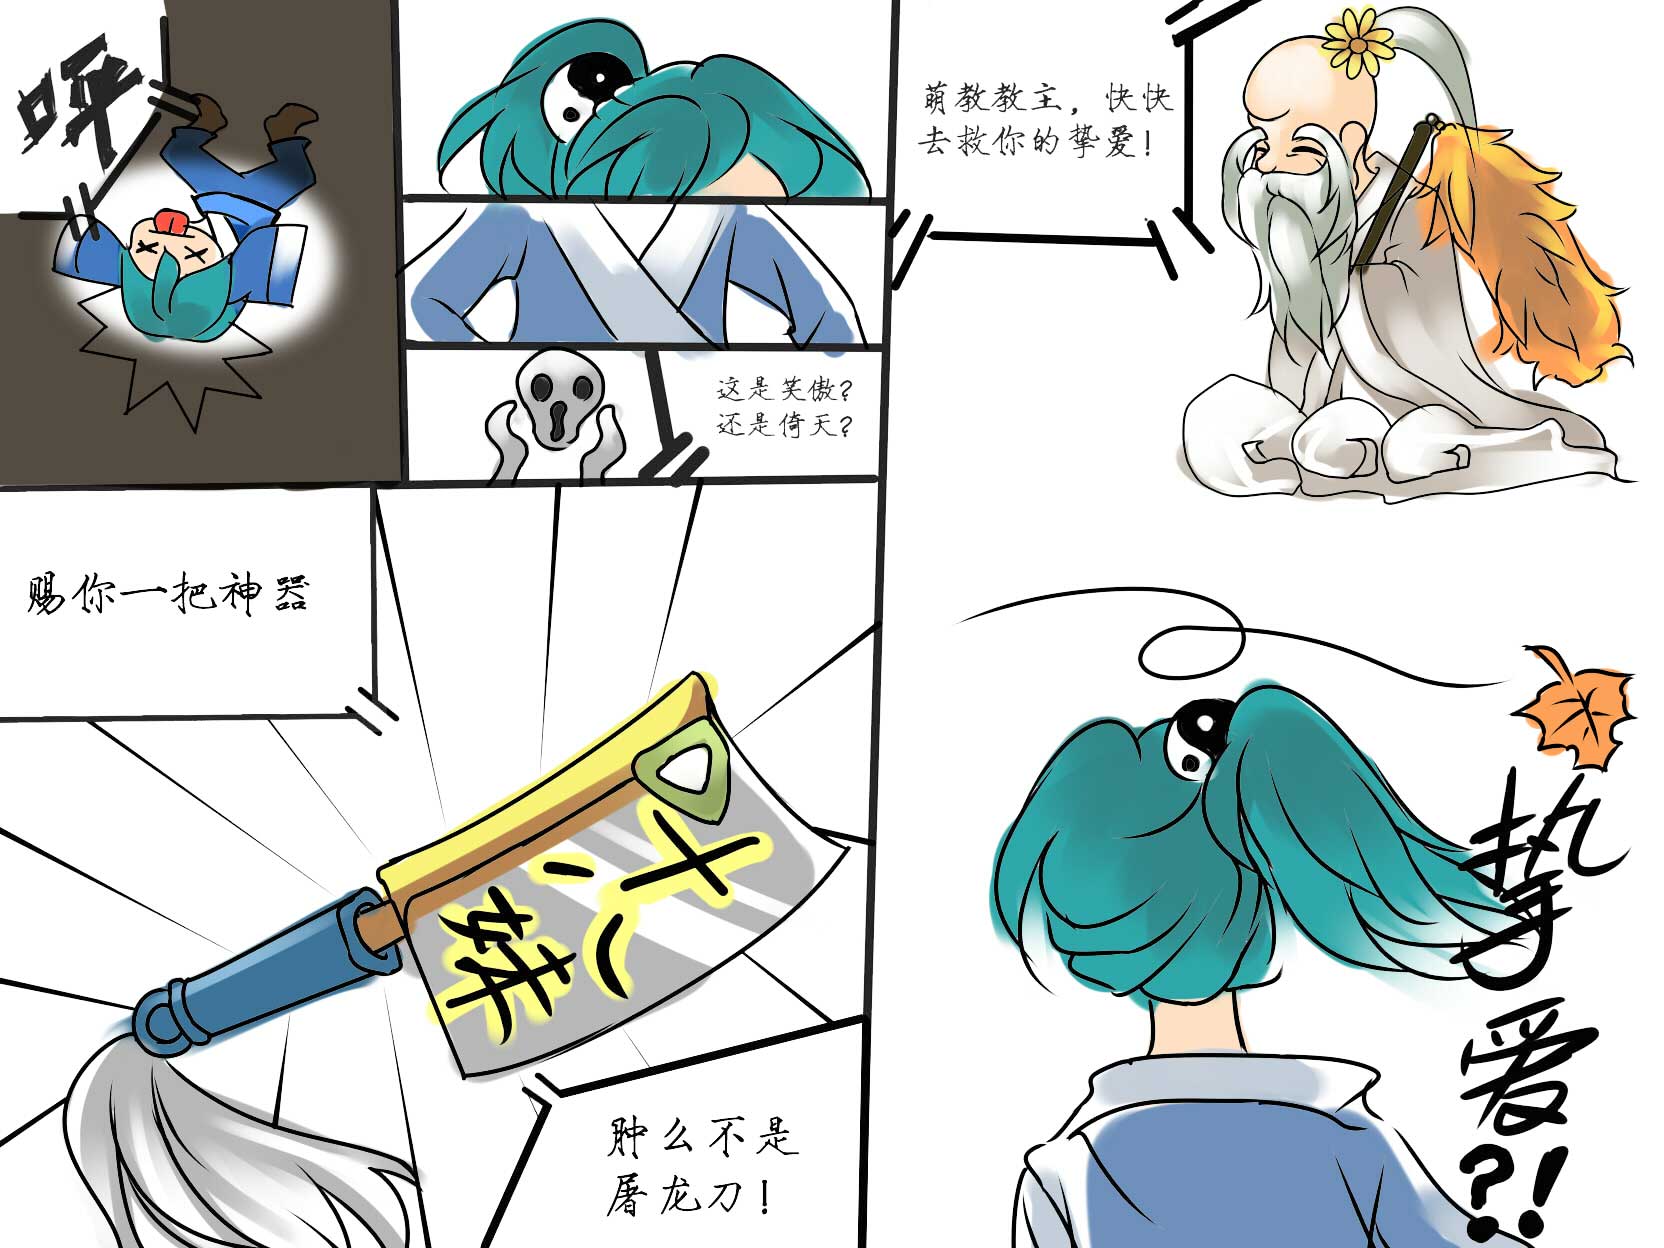 呯
这是笑傲?
还是倚天?
萌教教主，快快
去救你的挚爱!
赐你一把神器
十八妹
肿么不是
屠龙刀!
挚爱?!